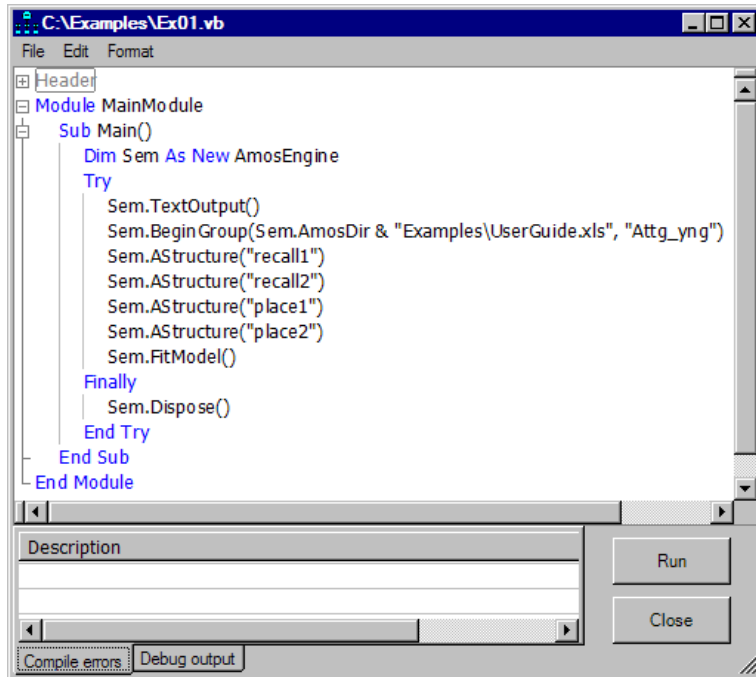 C:\Examples\Ex01.vb
File Edit Format
Header
Module MainModule
Sub Main()
Dim Sem As New AmosEngine
Try
Sem.TextOutput()
Sem.BeginGroup(Sem.AmosDir & "Examples\UserGuide.xls", "Attg_yng")
Sem.AStructure("recall1")
Sem.AStructure("recall2")
Sem.AStructure("place1")
Sem.AStructure("place2")
Sem.FitModel()
Finally
Sem.Dispose()
End Try
End Sub
End Module
Description
Run
Close
Compile errors Debug output